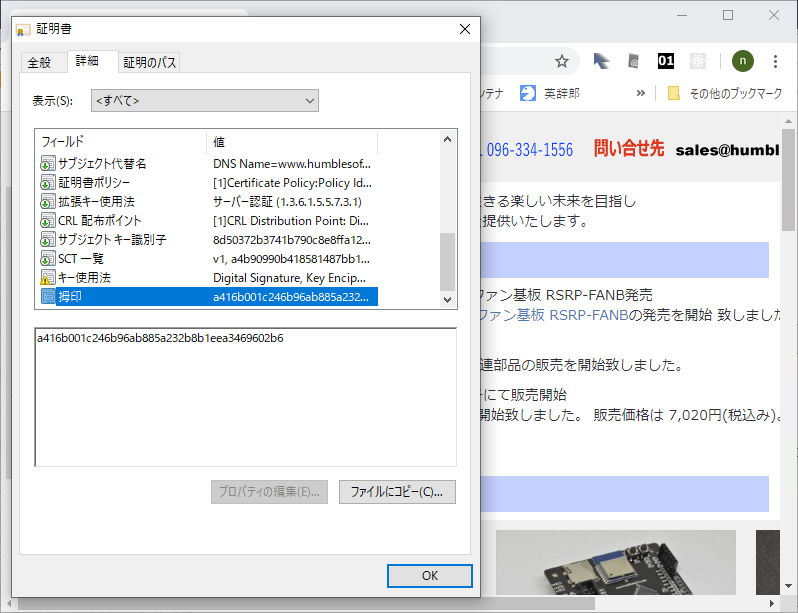 証明書
全般
詳細
証明のパス
表示(S):
<すべて>
フィールド
値
サブジェクト代替名
DNS Name=www.humblesof...
証明書ポリシー
[1]Certificate Policy:Policy Id...
拡張キー使用法
サーバー認証 (1.3.6.1.5.5.7.3.1)
CRL 配布ポイント
[1]CRL Distribution Point: Di...
サブジェクト キー識別子
8d50372b3741b790c8e8ffa12...
SCT 一覧
v1, a4b90990b418581487bb1...
キー使用法
Digital Signature, Key Encip...
拇印
a416b001c246b96ab885a232...
a416b001c246b96ab885a232b8b1eea3469602b6
プロパティの編集(E)...
ファイルにコピー(C)...
OK
01
n
ンテナ
英辞郎
»
その他のブックマーク
096-334-1556
問い合せ先
sales@humbl
きる楽しい未来を目指し
提供いたします。
ファン基板 RSRP-FANB発売
ファン基板 RSRP-FANBの発売を開始 致しました
連部品の販売を開始致しました。
にて販売開始
開始致しました。 販売価格は 7,020円(税込み)。